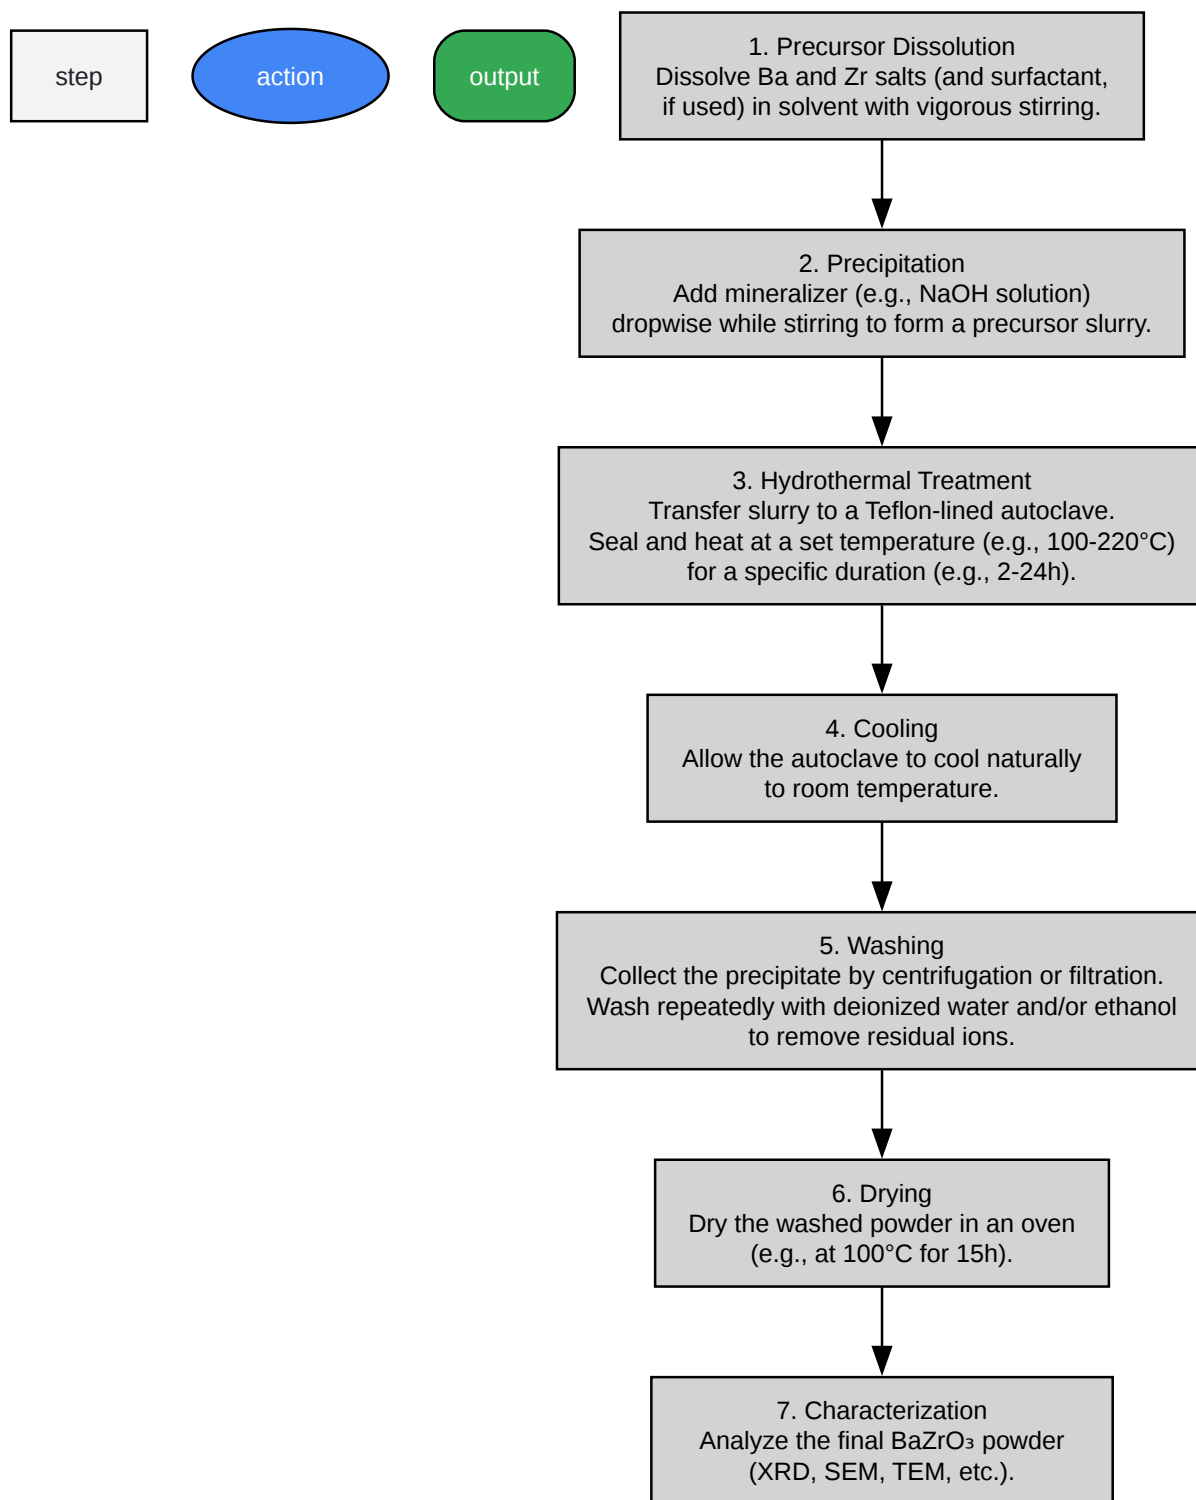 step
action
output
1. Precursor Dissolution
Dissolve Ba and Zr salts (and surfactant,
if used) in solvent with vigorous stirring.
2. Precipitation
Add mineralizer (e.g., NaOH solution)
dropwise while stirring to form a precursor slurry.
3. Hydrothermal Treatment
Transfer slurry to a Teflon-lined autoclave.
Seal and heat at a set temperature (e.g., 100-220°C)
for a specific duration (e.g., 2-24h).
4. Cooling
Allow the autoclave to cool naturally
to room temperature.
5. Washing
Collect the precipitate by centrifugation or filtration.
Wash repeatedly with deionized water and/or ethanol
to remove residual ions.
6. Drying
Dry the washed powder in an oven
(e.g., at 100°C for 15h).
7. Characterization
Analyze the final BaZrO₃ powder
(XRD, SEM, TEM, etc.).